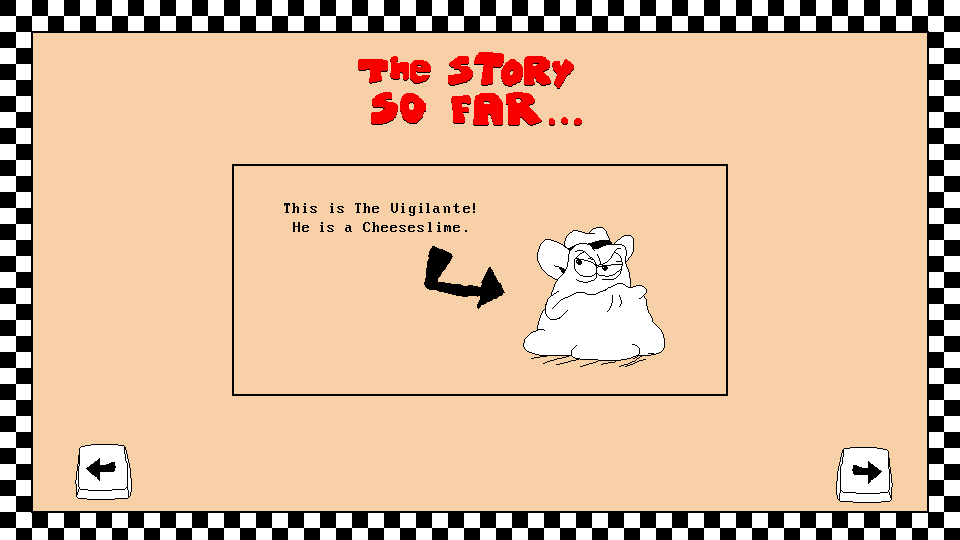 The STORY
SO FAR...
This is The Vigilante!
He is a Cheeseslime.